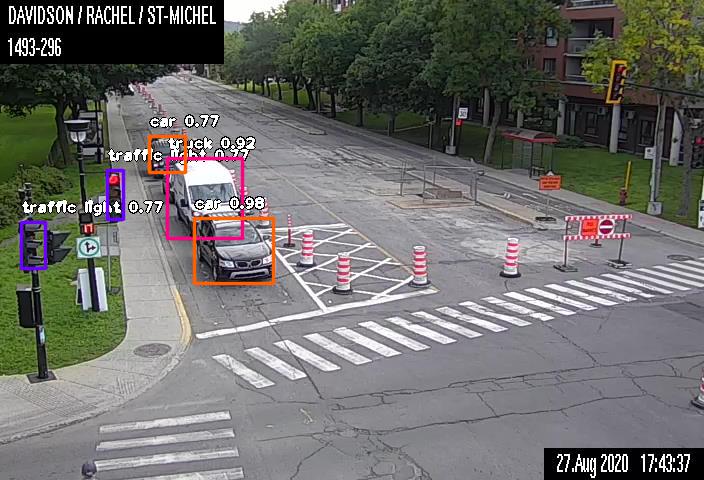 DAVIDSON / RACHEL / ST-MICHEL
1493-296
car 0.77
truck 0.92
traffic light 0.77
car 0.98
traffic light 0.77
27.Aug 2020 17:43:37